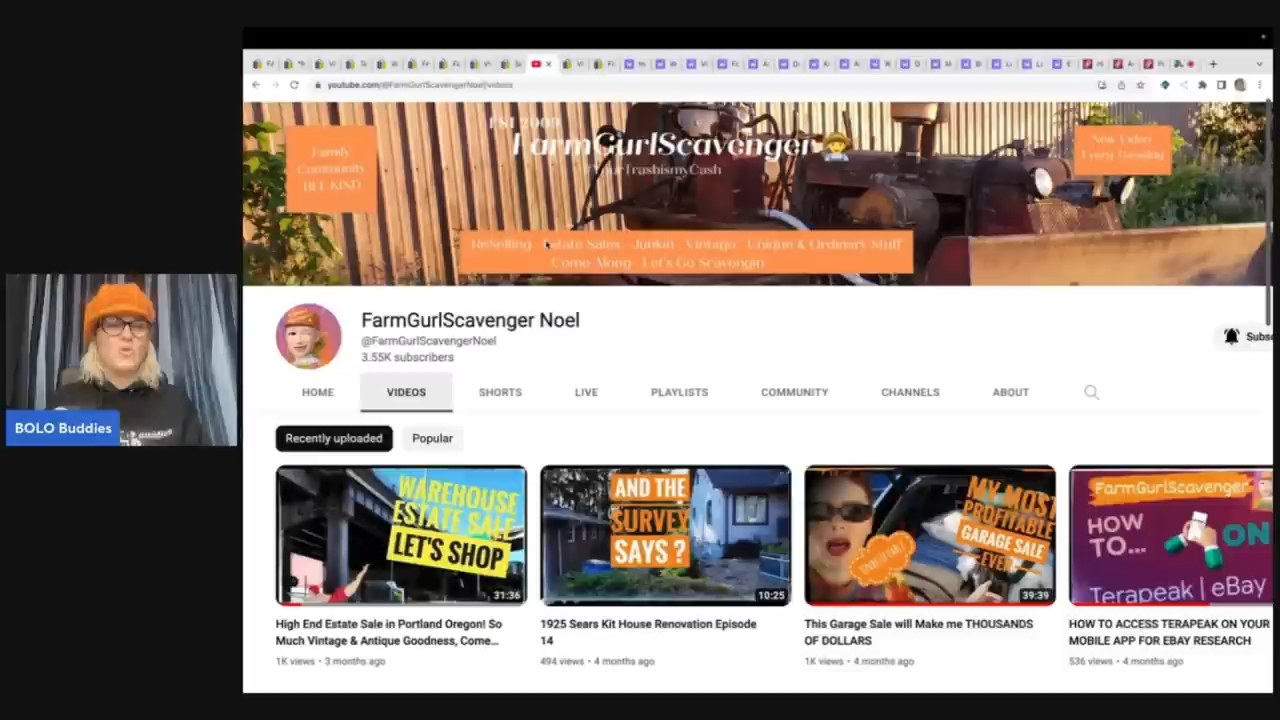 youtube.com/@FarmGurlScavengerNoel/videos
EST 2009
FarmGurlScavenger
#YourTrashismyCash
Family
Community
BEE KIND
New Video
Every Tuesday
ReSelling Estate Sales Junkin Vintage Unique & Ordinary Stuff
Come Along Let's Go Scavengin
FarmGurlScavenger Noel
@FarmGurlScavengerNoel
3.55K subscribers
Subsc
HOME
VIDEOS
SHORTS
LIVE
PLAYLISTS
COMMUNITY
CHANNELS
ABOUT
BOLO Buddies
Recently uploaded
Popular
WAREHOUSE
ESTATE SALE
LET'S SHOP
31:36
AND THE
SURVEY
SAYS ?
10:25
MY MOST
PROFITABLE
GARAGE SALE
EVER
UNBELIEVABLE
39:39
FarmGurlScavenger
HOW
TO...
ON
Terapeak | eBay
High End Estate Sale in Portland Oregon! So
Much Vintage & Antique Goodness, Come...
1K views • 3 months ago
1925 Sears Kit House Renovation Episode
14
494 views • 4 months ago
This Garage Sale will Make me THOUSANDS
OF DOLLARS
1K views • 4 months ago
HOW TO ACCESS TERAPEAK ON YOUR
MOBILE APP FOR EBAY RESEARCH
536 views • 4 months ago